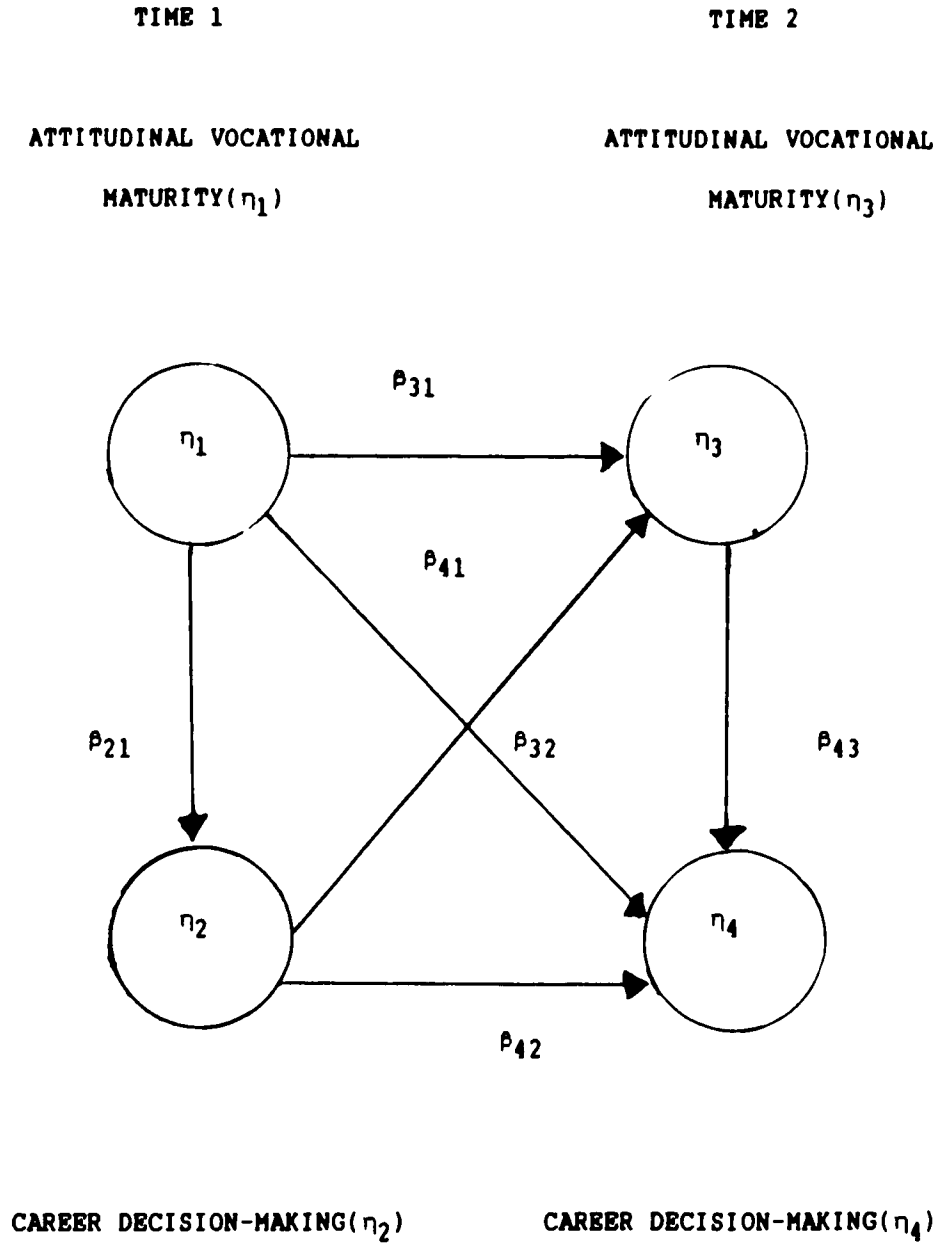 TIME 1
TIME 2
ATTITUDINAL VOCATIONAL
MATURITY(η1)
ATTITUDINAL VOCATIONAL
MATURITY(η3)
β31
η1
η3
β41
β21
β32
β43
η2
η4
β42
CAREER DECISION-MAKING(η2)
CAREER DECISION-MAKING(η4)